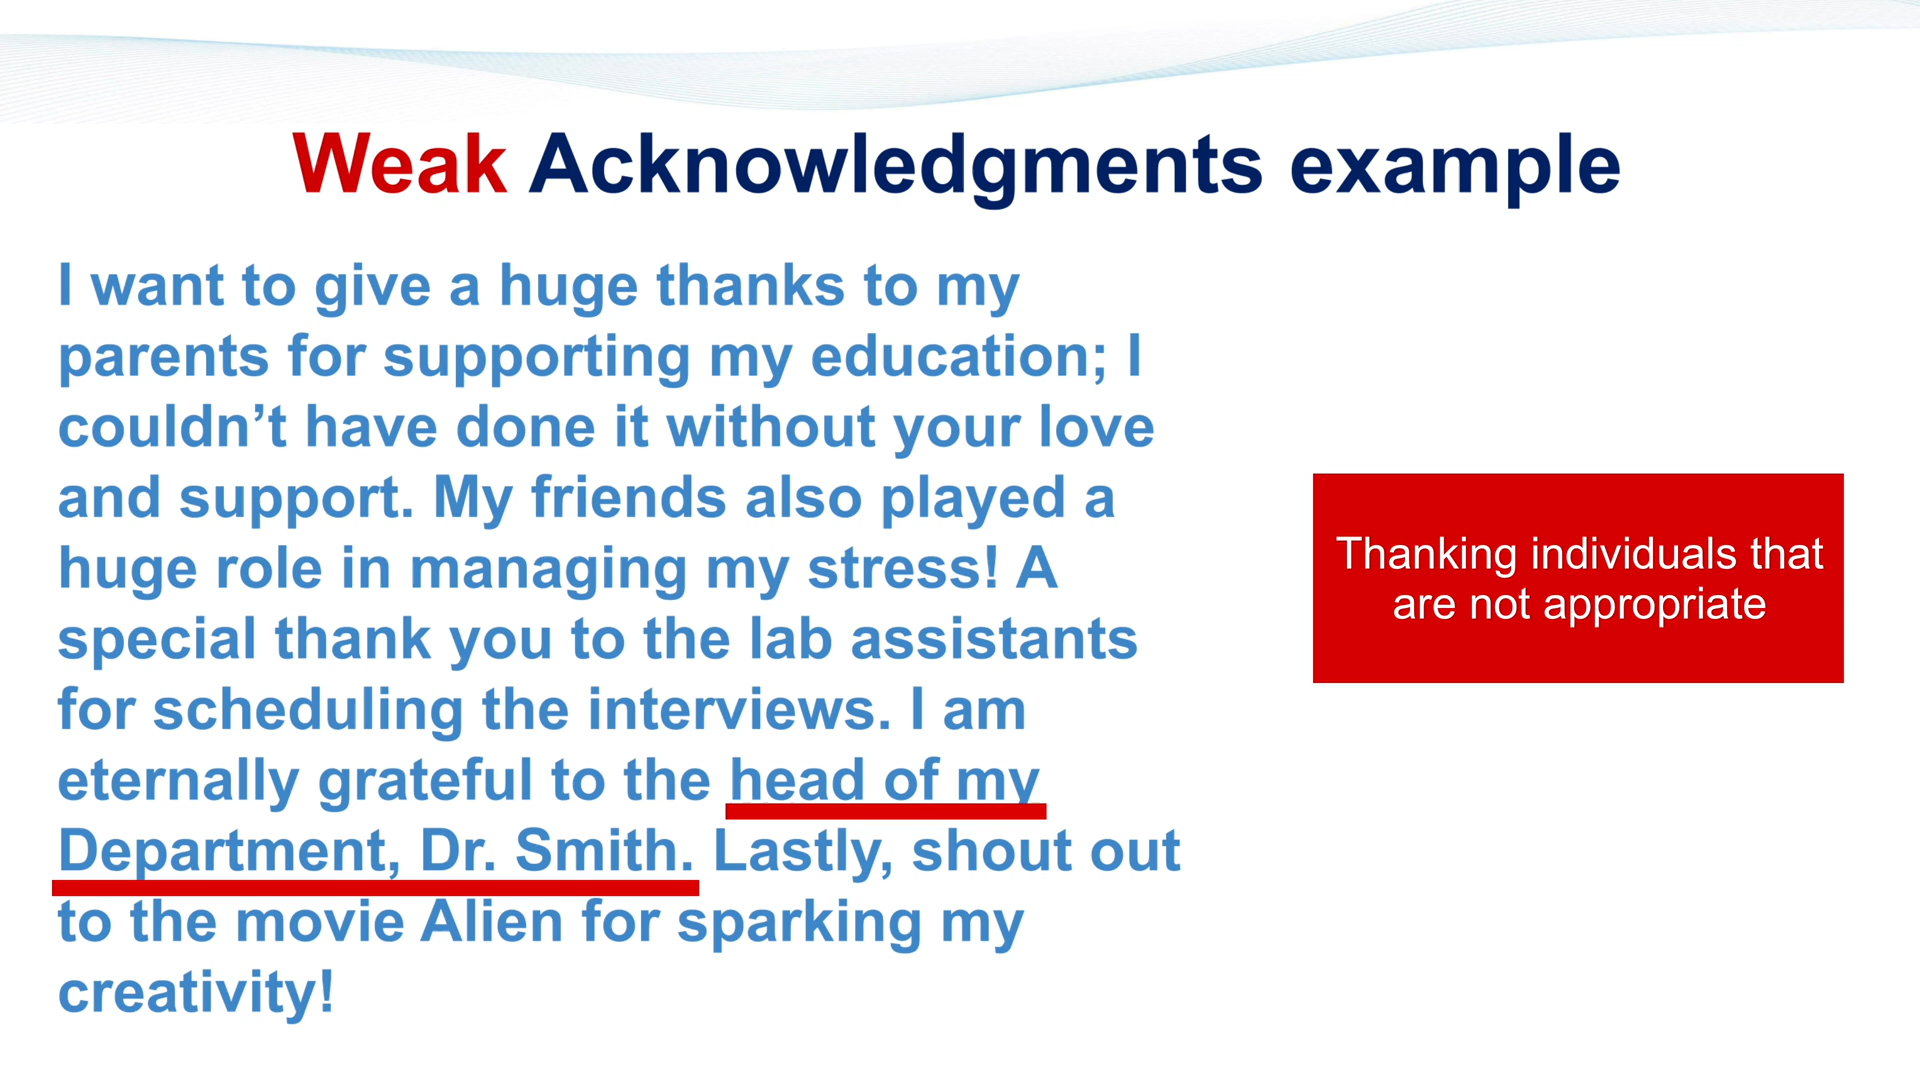 Weak Acknowledgments example
I want to give a huge thanks to my
parents for supporting my education; I
couldn’t have done it without your love
and support. My friends also played a
huge role in managing my stress! A
special thank you to the lab assistants
for scheduling the interviews. I am
eternally grateful to the head of my
Department, Dr. Smith. Lastly, shout out
to the movie Alien for sparking my
creativity!
Thanking individuals that
are not appropriate